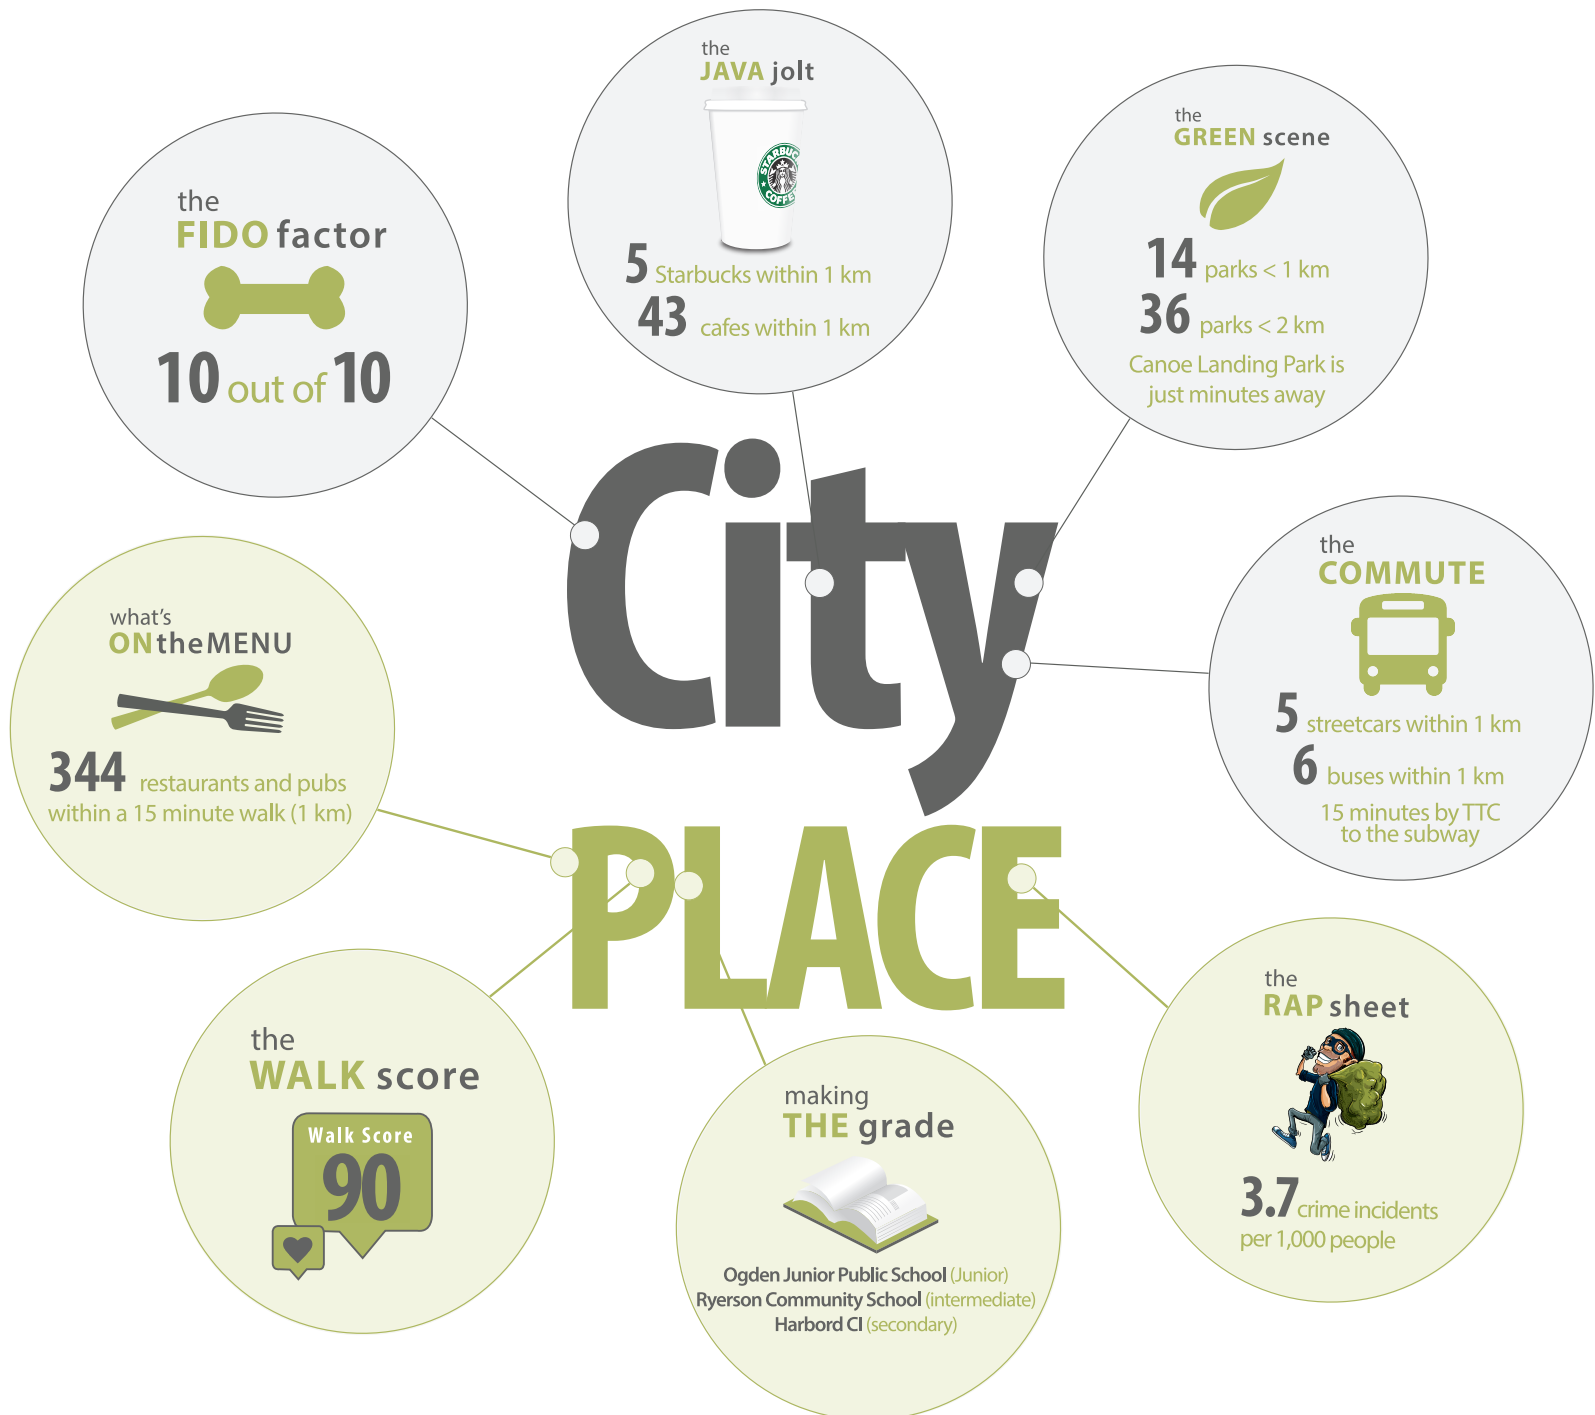 the
JAVA jolt
STARBUC
COFFE
5 Starbucks within 1 km
43 cafes within 1 km
the
GREEN scene
14 parks < 1 km
36 parks < 2 km
Canoe Landing Park is
just minutes away
the
FIDO factor
10 out of 10
City
PLACE
the
COMMUTE
5 streetcars within 1 km
6 buses within 1 km
15 minutes by TTC
to the subway
what's
ON the MENU
344 restaurants and pubs
within a 15 minute walk (1 km)
the
RAP sheet
3.7 crime incidents
per 1,000 people
the
WALK score
Walk Score
90
making
THE grade
Ogden Junior Public School (Junior)
Ryerson Community School (intermediate)
Harbord CI (secondary)